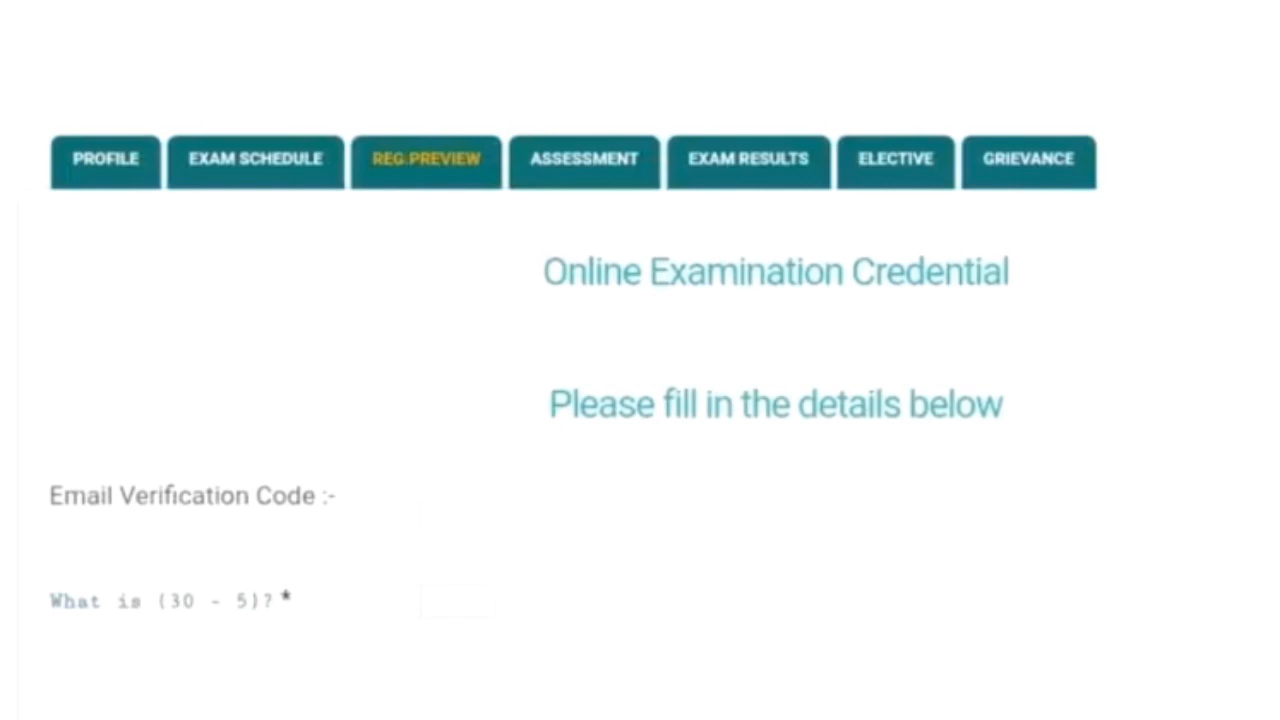 PROFILE EXAM SCHEDULE REG.PREVIEW ASSESSMENT EXAM RESULTS ELECTIVE GRIEVANCE
Online Examination Credential
Please fill in the details below
Email Verification Code :-
What is (30 - 5)? *